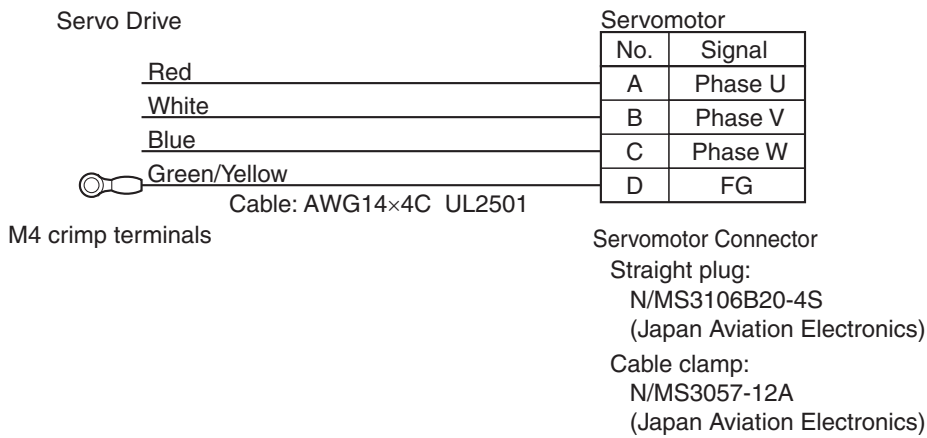 Servo Drive
Servomotor
No. Signal
Red
A Phase U
White
B Phase V
Blue
C Phase W
Green/Yellow
D FG
Cable: AWG14×4C UL2501
M4 crimp terminals
Servomotor Connector
Straight plug:
N/MS3106B20-4S
(Japan Aviation Electronics)
Cable clamp:
N/MS3057-12A
(Japan Aviation Electronics)